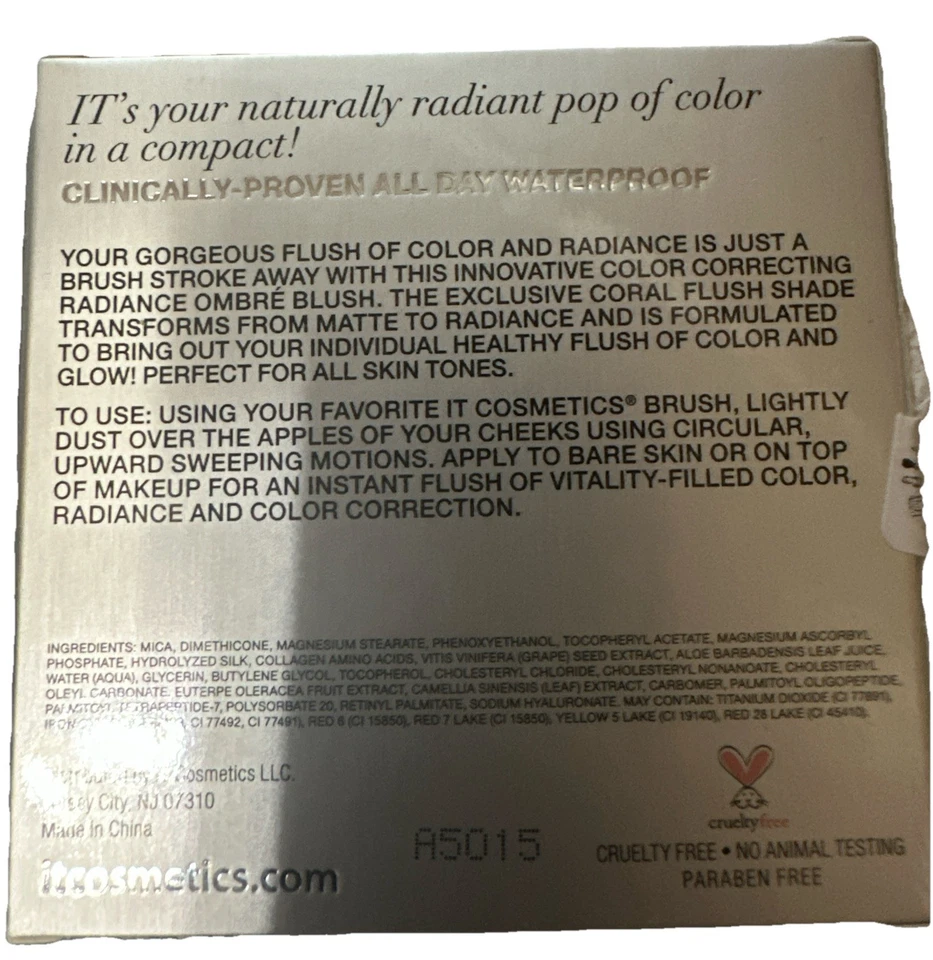 IT's your naturally radiant pop of color
in a compact!
CLINICALLY-PROVEN ALL DAY WATERPROOF
YOUR GORGEOUS FLUSH OF COLOR AND RADIANCE IS JUST A
BRUSH STROKE AWAY WITH THIS INNOVATIVE COLOR CORRECTING
RADIANCE OMBRÉ BLUSH. THE EXCLUSIVE CORAL FLUSH SHADE
TRANSFORMS FROM MATTE TO RADIANCE AND IS FORMULATED
TO BRING OUT YOUR INDIVIDUAL HEALTHY FLUSH OF COLOR AND
GLOW! PERFECT FOR ALL SKIN TONES.
TO USE: USING YOUR FAVORITE IT COSMETICS® BRUSH, LIGHTLY
DUST OVER THE APPLES OF YOUR CHEEKS USING CIRCULAR,
UPWARD SWEEPING MOTIONS. APPLY TO BARE SKIN OR ON TOP
OF MAKEUP FOR AN INSTANT FLUSH OF VITALITY-FILLED COLOR,
RADIANCE AND COLOR CORRECTION.
INGREDIENTS: MICA, DIMETHICONE, MAGNESIUM STEARATE, PHENOXYETHANOL, TOCOPHERYL ACETATE, MAGNESIUM ASCORBYL
PHOSPHATE, HYDROLYZED SILK, COLLAGEN AMINO ACIDS, VITIS VINIFERA (GRAPE) SEED EXTRACT, ALOE BARBADENSIS LEAF JUICE,
WATER (AQUA), GLYCERIN, BUTYLENE GLYCOL, TOCOPHEROL, CHOLESTERYL CHLORIDE, CHOLESTERYL NONANOATE, CHOLESTERYL
OLEYL CARBONATE, EUTERPE OLERACEA FRUIT EXTRACT, CAMELLIA SINENSIS (LEAF) EXTRACT, CARBOMER, PALMITOYL OLIGOPEPTIDE,
POLYSORBATE 20, RETINYL PALMITATE, SODIUM HYALURONATE. MAY CONTAIN: TITANIUM DIOXIDE (CI 77891),
CI 77492, CI 77491), RED 6 (CI 15850), RED 7 LAKE (CI 15850), YELLOW 5 LAKE (CI 19140), RED 28 LAKE (CI 45410).
Cosmetics LLC.
City, NJ 07310
Made in China
itcosmetics.com
A5015
crueltyfree
CRUELTY FREE • NO ANIMAL TESTING
PARABEN FREE